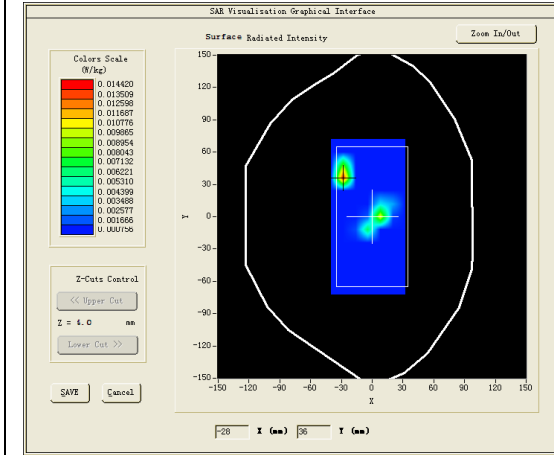 SAR Visualisation Graphical Interface
Surface Radiated Intensity
Zoom In/Out
Colors Scale
(W/kg)
0.014420
0.013509
0.012598
0.011687
0.010776
0.009865
0.008954
0.008043
0.007132
0.006221
0.005310
0.004399
0.003488
0.002577
0.001666
0.000756
150
120
90
60
30
0
-30
-60
-90
-120
-150
Y
-150 -120 -90 -60 -30 0 30 60 90 120 150
X
Z-Cuts Control
<< Upper Cut
Z = 4.0 mm
Lower Cut >>
SAVE Cancel
-28 X (mm) 36 Y (mm)